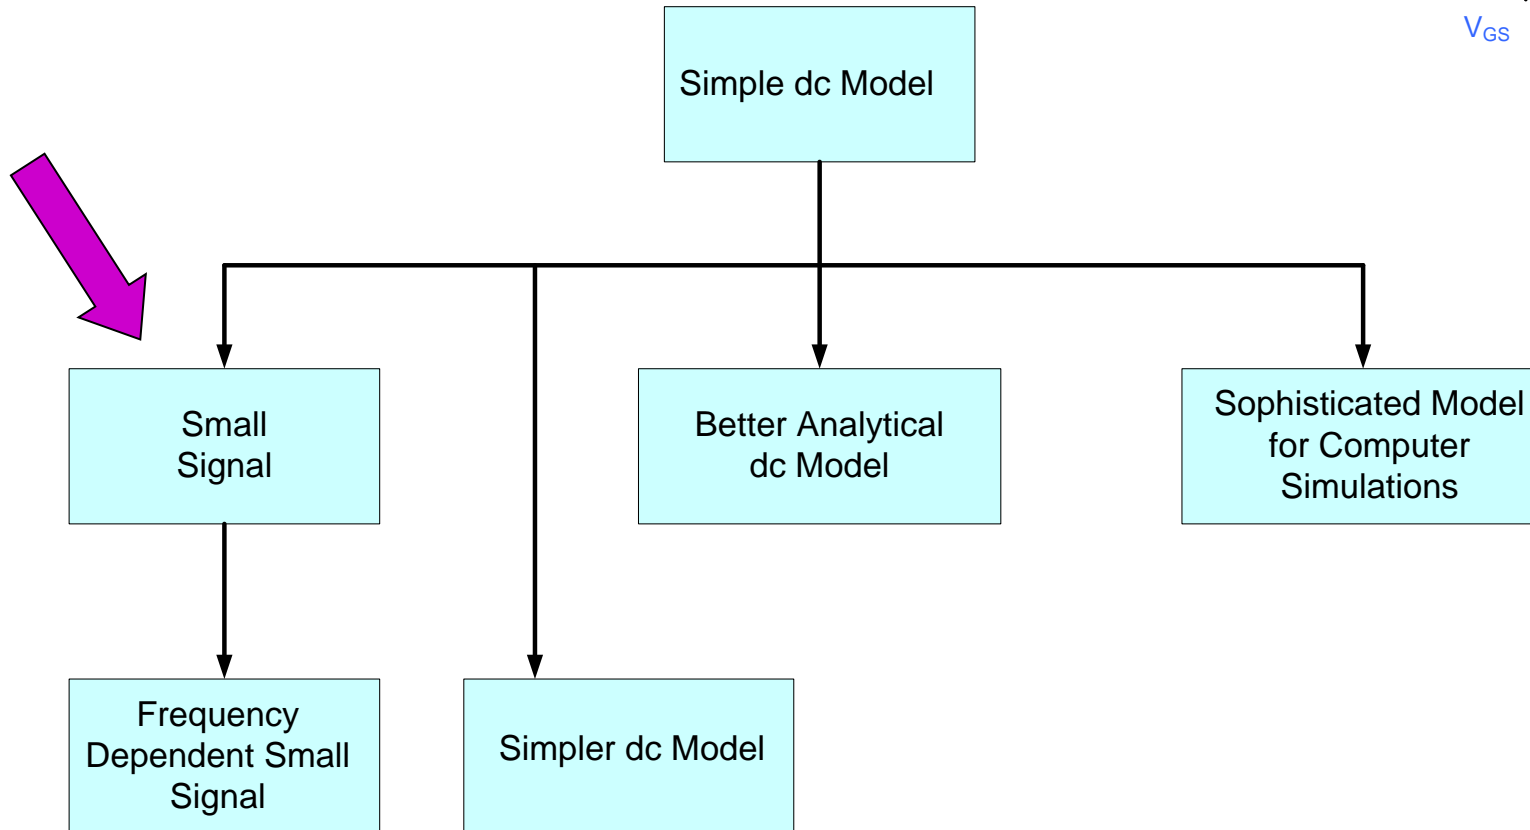 V_GS
Simple dc Model
Small
Signal
Better Analytical
dc Model
Sophisticated Model
for Computer
Simulations
Frequency
Dependent Small
Signal
Simpler dc Model